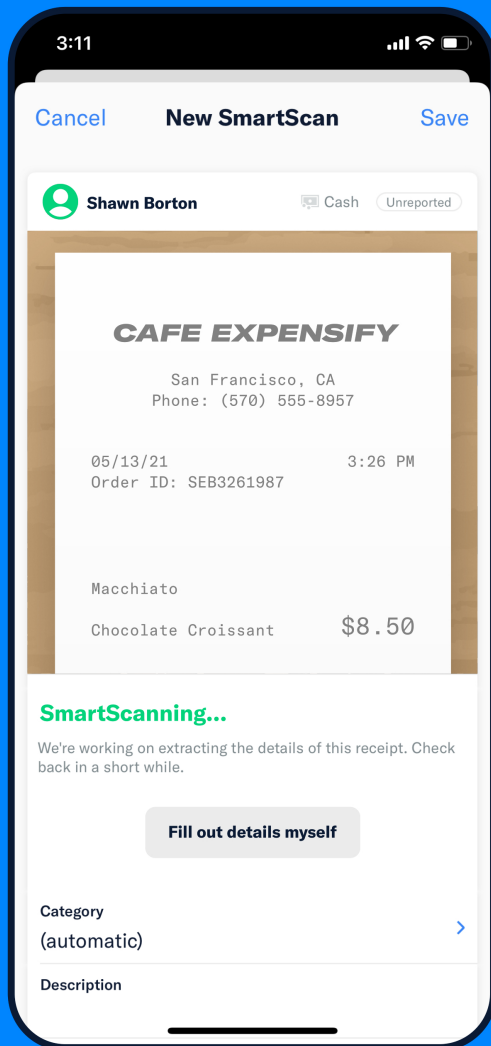 3:11
Cancel New SmartScan Save
Shawn Borton Cash Unreported
CAFE EXPENSIFY
San Francisco, CA
Phone: (570) 555-8957
05/13/21 3:26 PM
Order ID: SEB3261987
Macchiato
Chocolate Croissant $8.50
SmartScanning...
We're working on extracting the details of this receipt. Check
back in a short while.
Fill out details myself
Category
(automatic)
Description